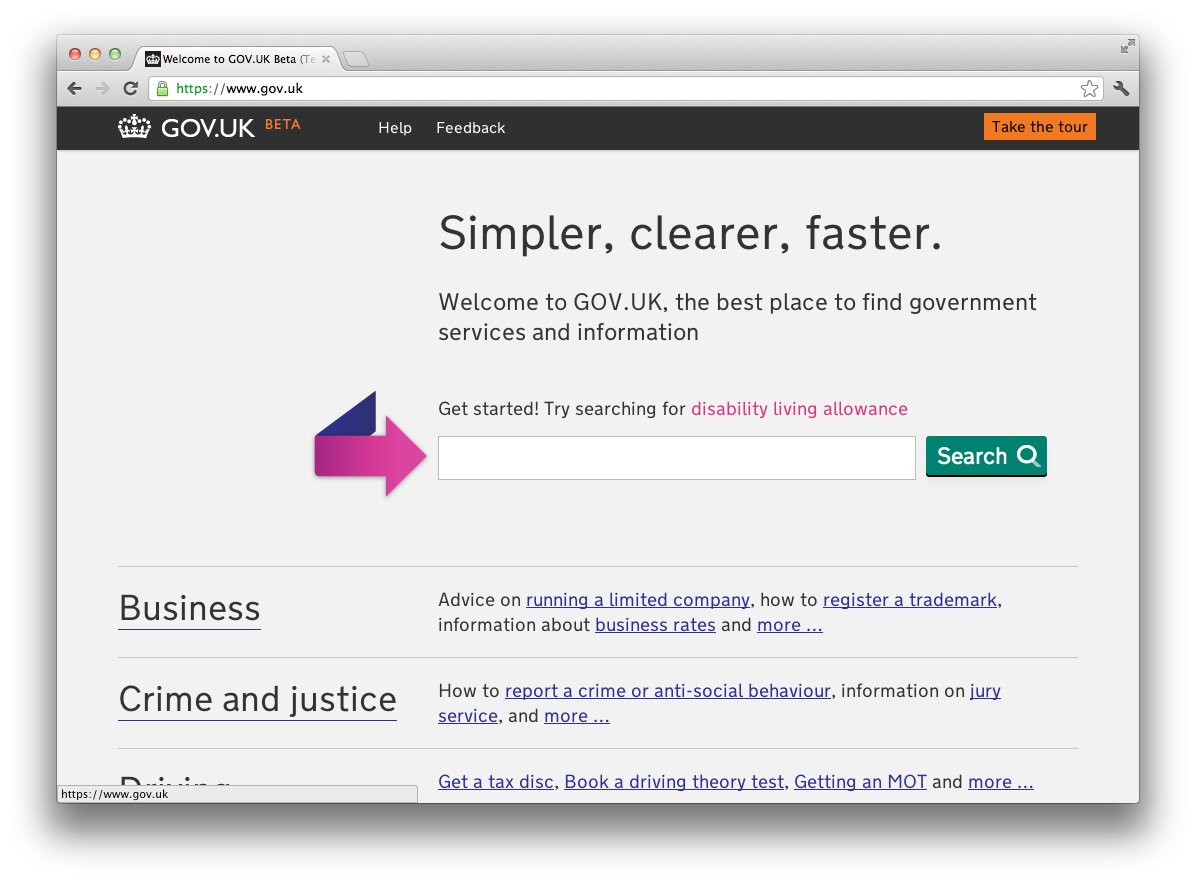 Welcome to GOV.UK Beta (Te
https://www.gov.uk
GOV.UK BETA
Help
Feedback
Take the tour
Simpler, clearer, faster.
Welcome to GOV.UK, the best place to find government
services and information
Get started! Try searching for disability living allowance
Search
Business
Advice on running a limited company, how to register a trademark,
information about business rates and more ...
Crime and justice
How to report a crime or anti-social behaviour, information on jury
service, and more ...
Driving
Get a tax disc, Book a driving theory test, Getting an MOT and more ...
https://www.gov.uk